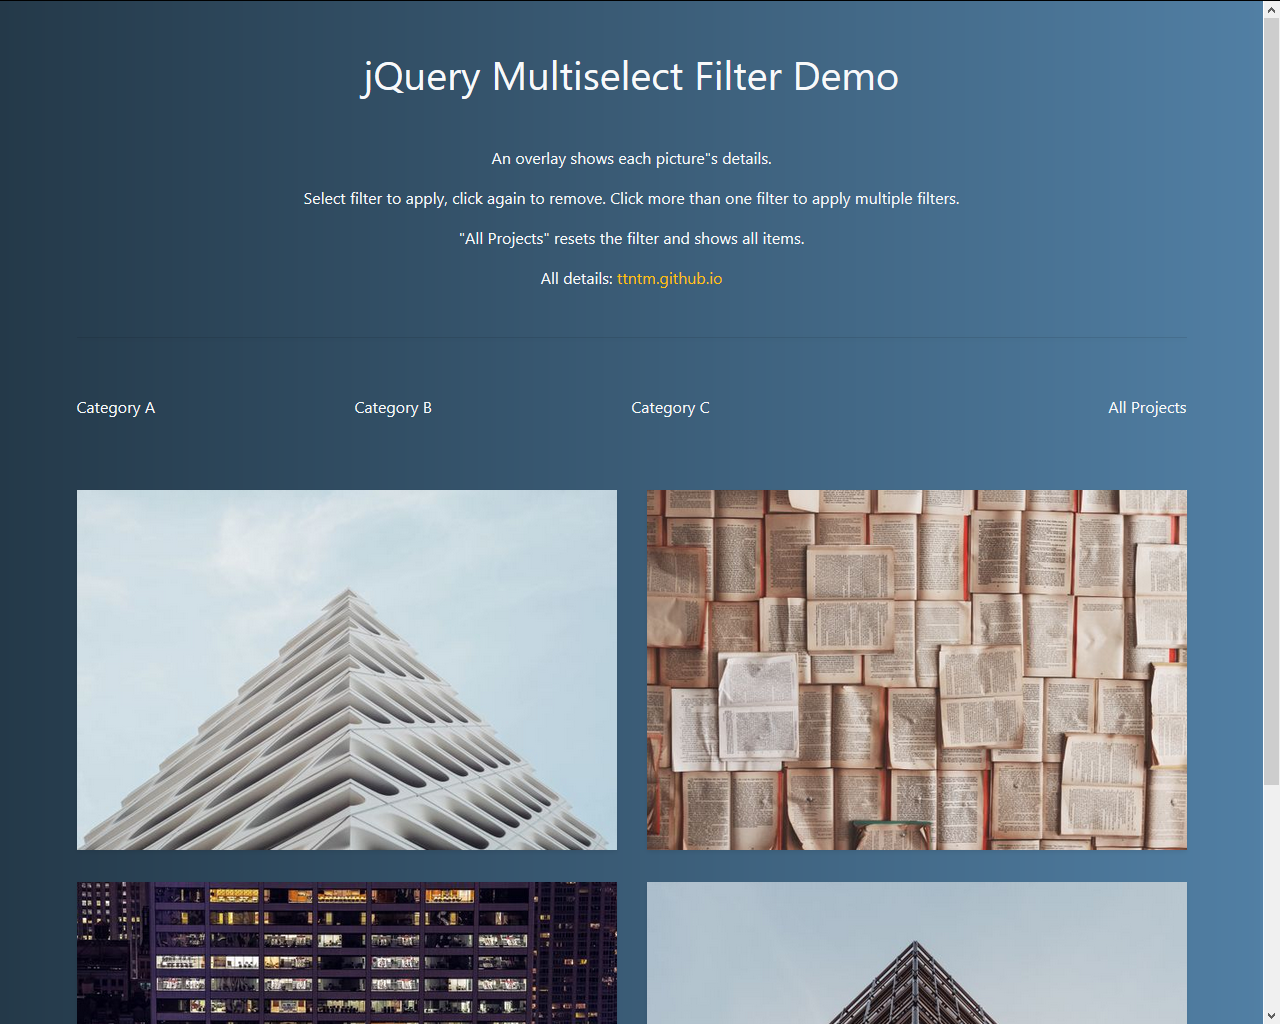 jQuery Multiselect Filter Demo
An overlay shows each picture"s details.
Select filter to apply, click again to remove. Click more than one filter to apply multiple filters.
"All Projects" resets the filter and shows all items.
All details: ttntm.github.io
Category A
Category B
Category C
All Projects